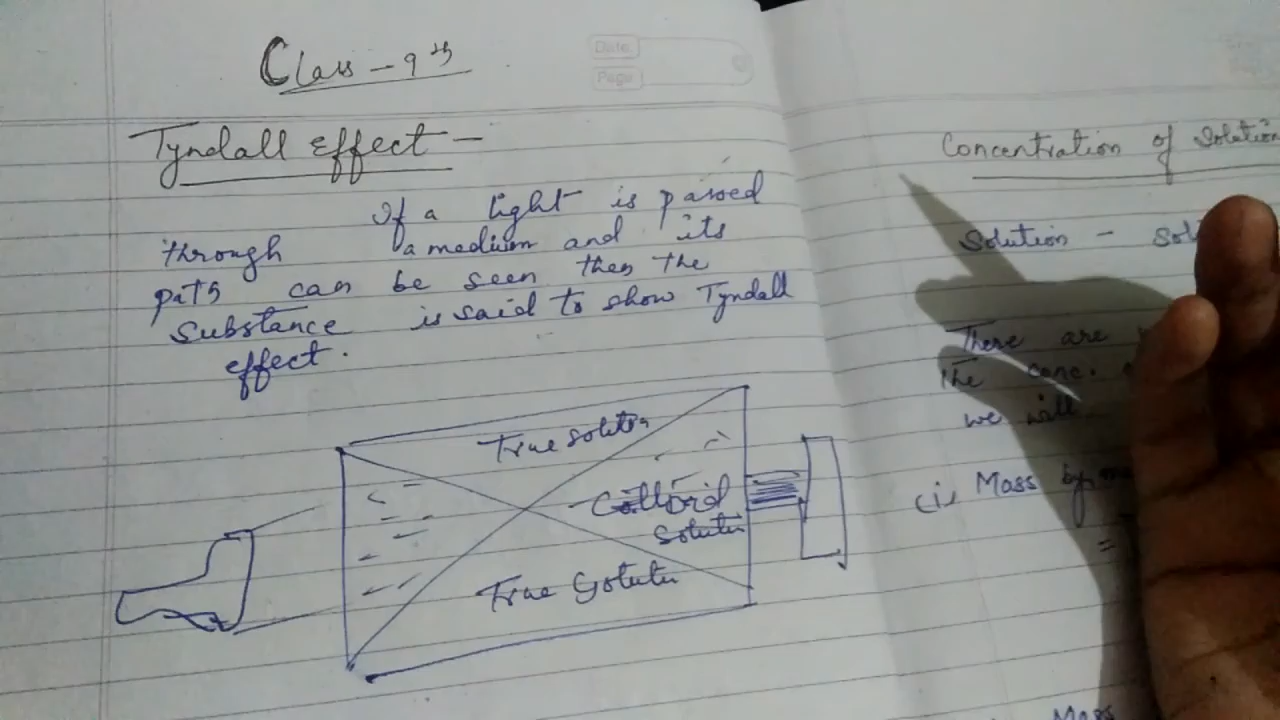 Class - 9th
Date
Page
Tyndall Effect -
If a light is passed
through a medium and its
path can be seen then the
substance is said to show Tyndall
effect.
True solution
Colloid
solution
True
Concentration of solution
Solution -
There are
the conc.
we will
(i) Mass by
=
Mass